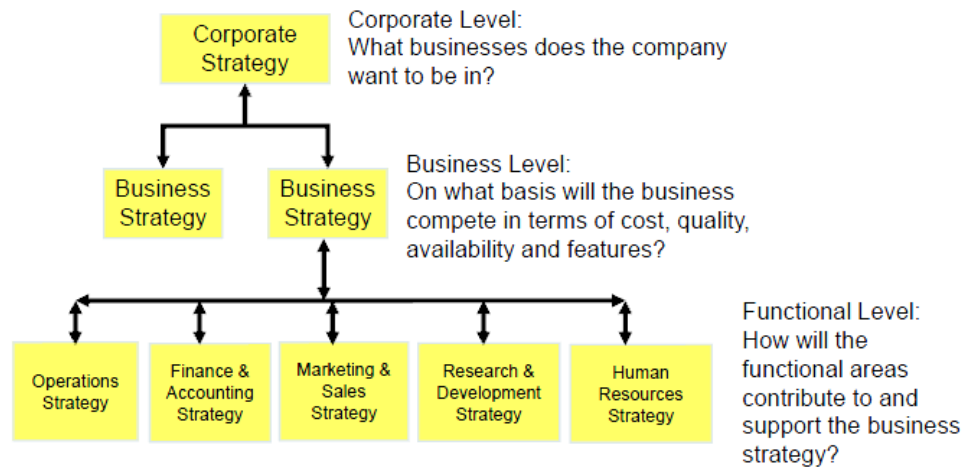 Corporate
Strategy
Corporate Level:
What businesses does the company
want to be in?
Business
Strategy
Business
Strategy
Business Level:
On what basis will the business
compete in terms of cost, quality,
availability and features?
Operations
Strategy
Finance &
Accounting
Strategy
Marketing &
Sales
Strategy
Research &
Development
Strategy
Human
Resources
Strategy
Functional Level:
How will the
functional areas
contribute to and
support the business
strategy?